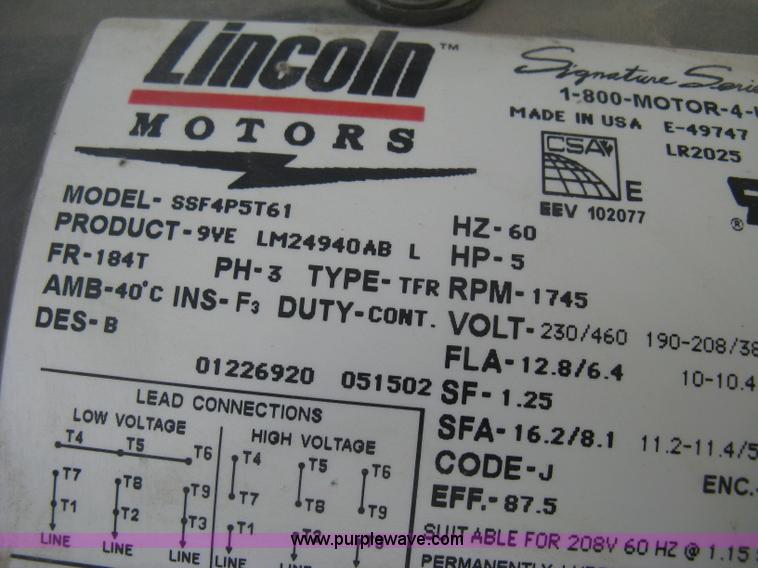 Lincoln ™
MOTORS
Signature Series
1-800-MOTOR-4-
MADE IN USA E-49747
LR2025
CSA
E
EEV 102077
®
MODEL- SSF4P5T61
PRODUCT- 9YE LM24940AB L
FR- 184T PH- 3 TYPE- TFR
AMB- 40°C INS- F3 DUTY- CONT.
DES- B
01226920 051502
HZ- 60
HP- 5
RPM- 1745
VOLT- 230/460 190-208/38
FLA- 12.8/6.4 10-10.4
SF- 1.25
SFA- 16.2/8.1 11.2-11.4/5
CODE- J
ENC.
EFF.- 87.5
SUITABLE FOR 208V 60 HZ @ 1.15
PERMANENTLY
LEAD CONNECTIONS
LOW VOLTAGE HIGH VOLTAGE
T4 T5 T6 T4 T5 T6
T7 T8 T9 T7 T8 T9
T1 T2 T3 T1
LINE LINE LINE LINE
www.purplewave.com